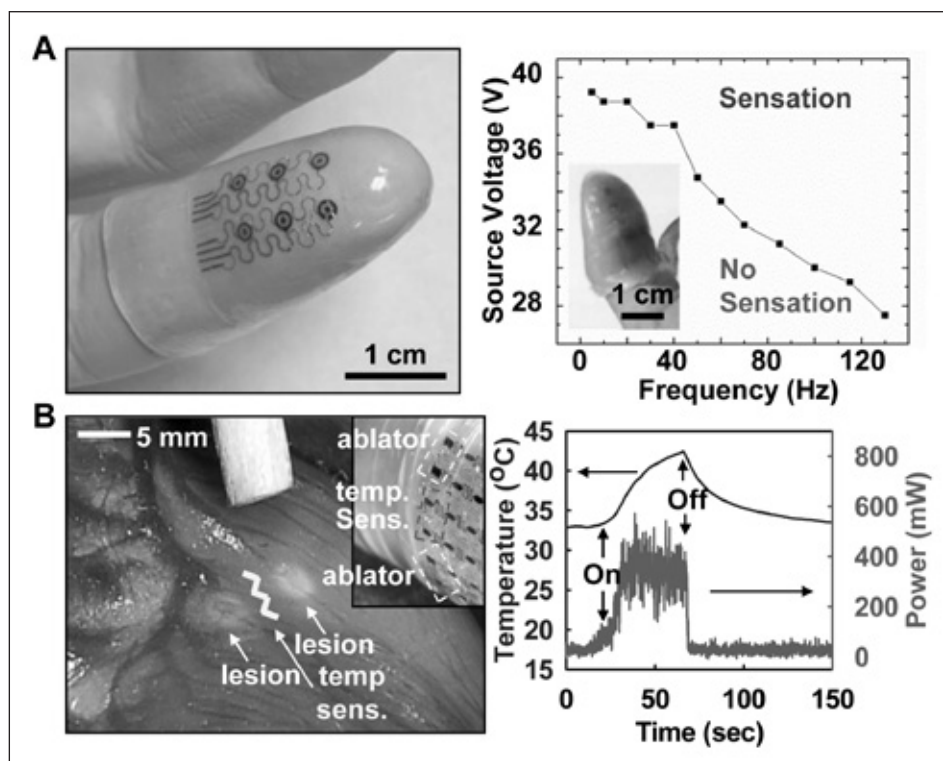 A
1 cm
Source Voltage (V)
40
36
32
28
Sensation
No
Sensation
1 cm
0
40
80
120
Frequency (Hz)
B
5 mm
ablator
temp.
Sens.
ablator
lesion
lesion
temp
sens.
Temperature (°C)
45
42
33
30
25
20
15
On
Off
800
600
400
200
0
Power (mW)
0
50
100
150
Time (sec)